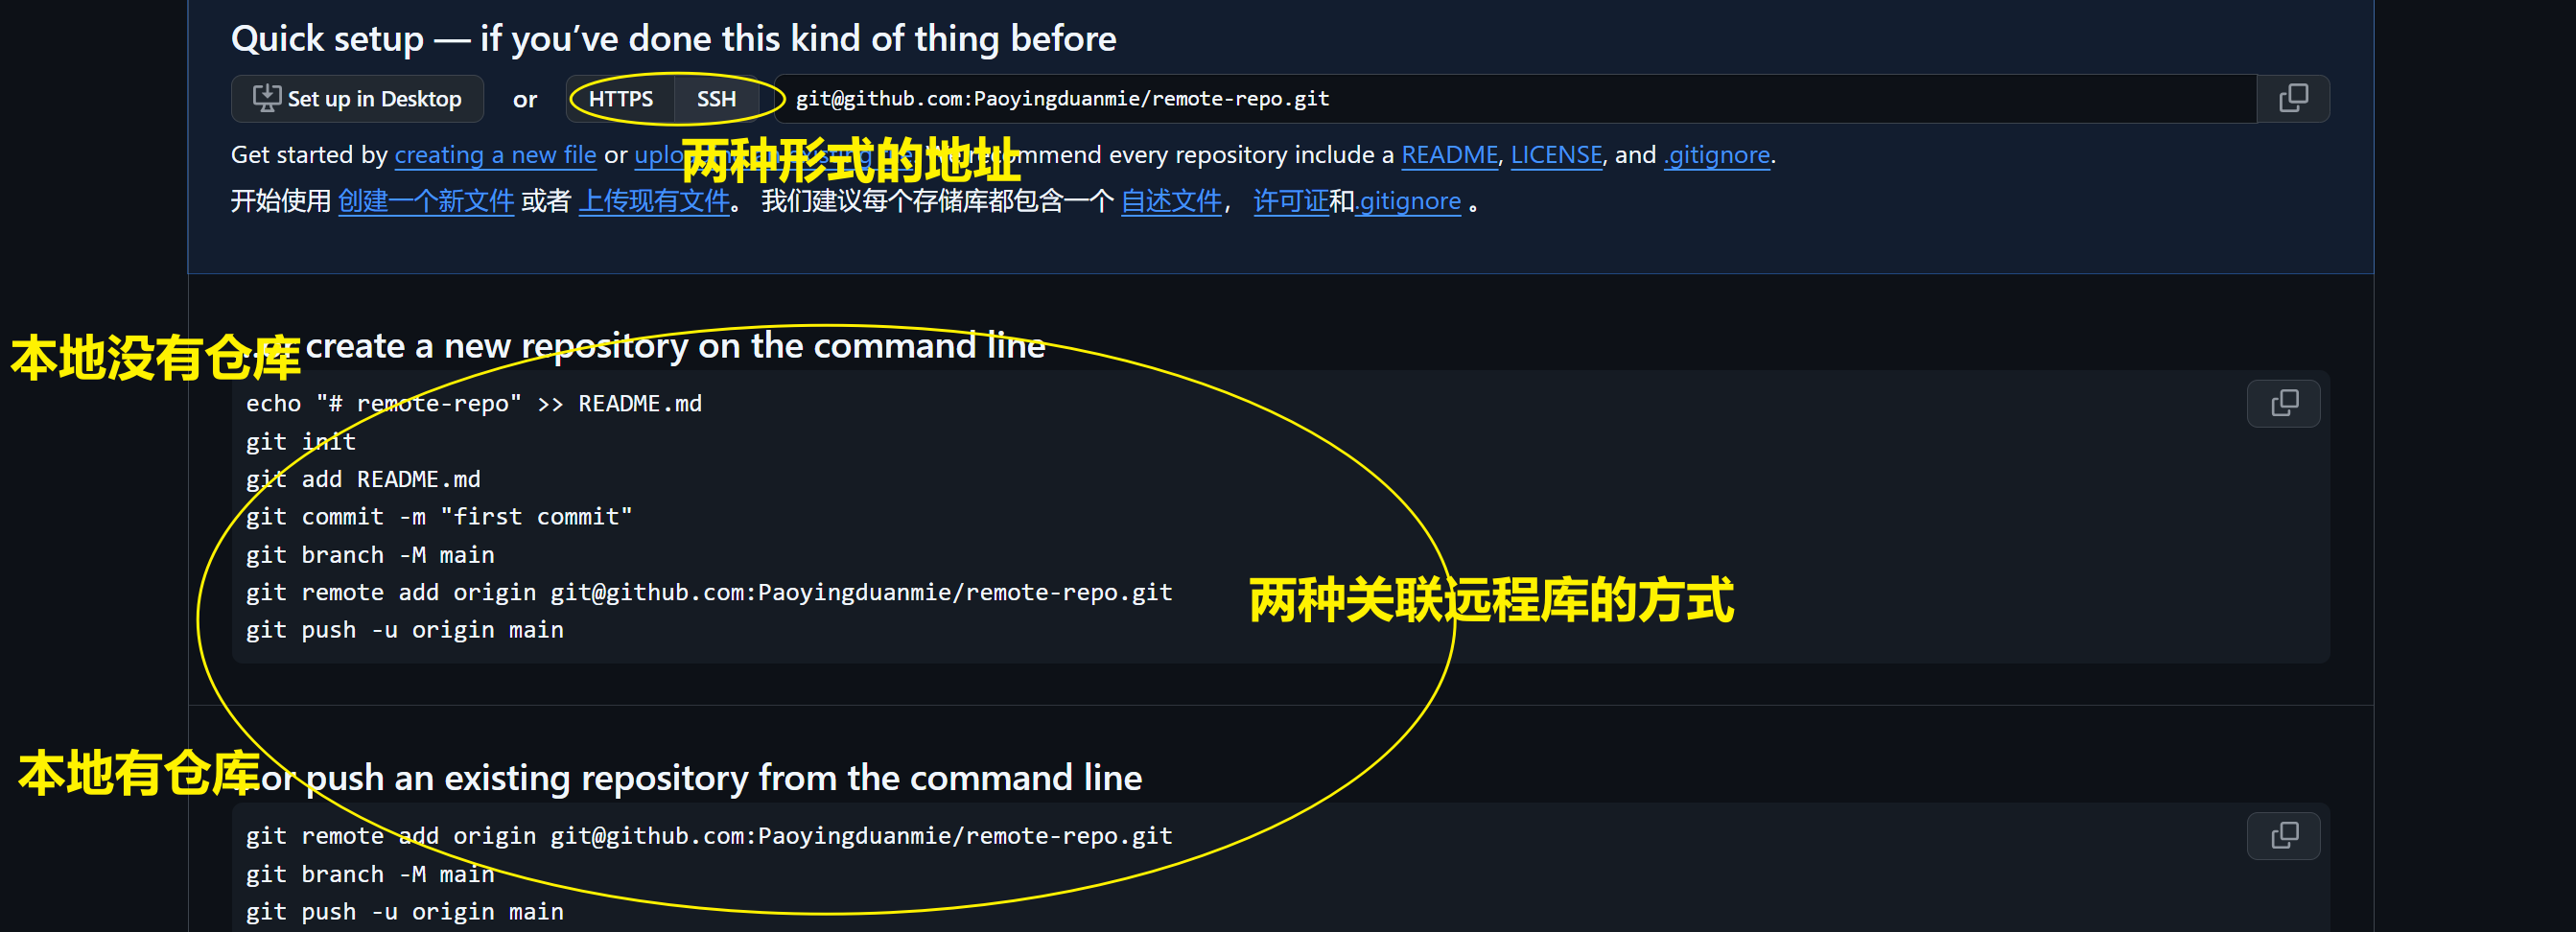 Quick setup — if you’ve done this kind of thing before
Set up in Desktop or HTTPS SSH git@github.com:Paoyingduanmie/remote-repo.git
两种形式的地址
Get started by creating a new file or recommend every repository include a README, LICENSE, and .gitignore.
开始使用 创建一个新文件 或者 上传现有文件。 我们建议每个存储库都包含一个 自述文件， 许可证和.gitignore 。
本地没有仓库
create a new repository on the command line
echo "# remote-repo" >> README.md
git init
git add README.md
git commit -m "first commit"
git branch -M main
git remote add origin git@github.com:Paoyingduanmie/remote-repo.git
两种关联远程库的方式
git push -u origin main
本地有仓库
or push an existing repository from the command line
git remote add origin git@github.com:Paoyingduanmie/remote-repo.git
git branch -M main
git push -u origin main